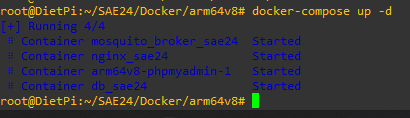 root@DietPi:~/SAE24/Docker/arm64v8# docker-compose up -d
[+] Running 4/4
⠿ Container mosquito_broker_sae24 Started
⠿ Container nginx_sae24 Started
⠿ Container arm64v8-phpmyadmin-1 Started
⠿ Container db_sae24 Started
root@DietPi:~/SAE24/Docker/arm64v8#